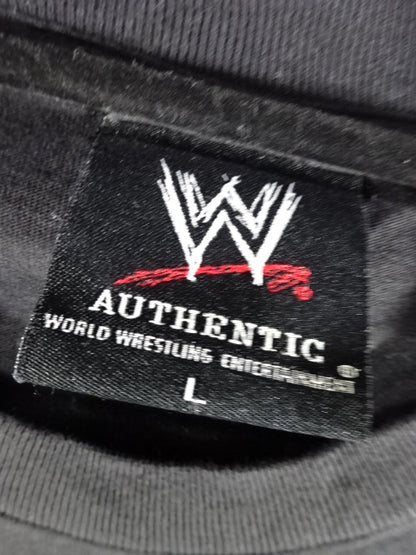 W
AUTHENTIC
WORLD WRESTLING ENTERTAINMENT®
L